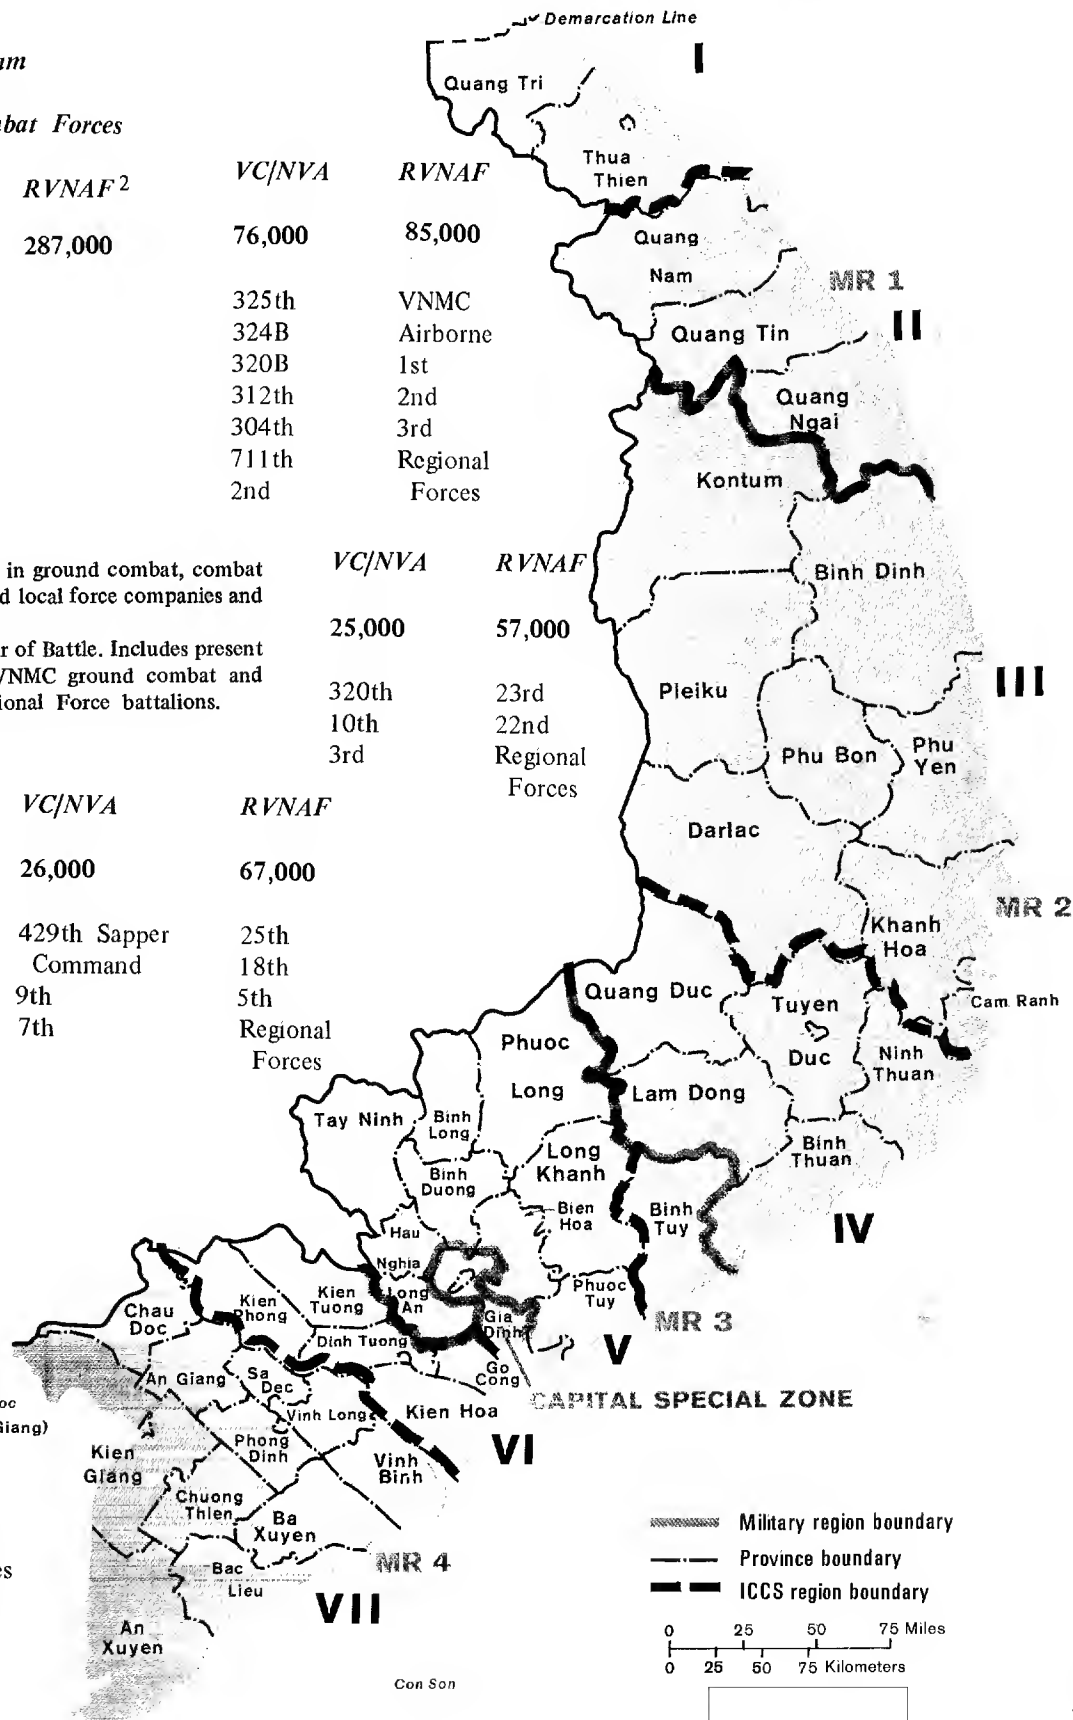 Demarcation Line
am
I
Quang Tri
bat Forces
Thua
Thien
RVNAF²
287,000
VC/NVA RVNAF
76,000 85,000
325th VNMC
324B Airborne
320B 1st
312th 2nd
304th 3rd
711th Regional
2nd Forces
Quang
Nam
MR 1
II
Quang Tin
Quang
Ngai
Kontum
in ground combat, combat
d local force companies and
r of Battle. Includes present
VNMC ground combat and
ional Force battalions.
VC/NVA RVNAF
25,000 57,000
320th 23rd
10th 22nd
3rd Regional
Forces
Binh Dinh
Pleiku
III
Phu Bon
Phu
Yen
Darlac
VC/NVA RVNAF
26,000 67,000
429th Sapper 25th
Command 18th
9th 5th
7th Regional
Forces
MR 2
Khanh
Hoa
Cam Ranh
Quang Duc
Tuyen
Duc
Ninh
Thuan
Phuoc
Long
Lam Dong
Tay Ninh
Binh
Long
Binh
Duong
Long
Khanh
Binh
Thuan
Bien
Hoa
Binh
Tuy
IV
Hau
Nghia
Long
An
Phuoc
Tuy
Gia
Dinh
MR 3
V
Chau
Doc
Kien
Phong
Kien
Tuong
Dinh Tuong
Go
Cong
An Giang
Sa
Dec
CAPITAL SPECIAL ZONE
oc
Giang)
Vinh Long
Kien Hoa
VI
Kien
Giang
Phong
Dinh
Vinh
Binh
Chuong
Thien
Ba
Xuyen
MR 4
Bac
Lieu
VII
es
An
Xuyen
Con Son
Military region boundary
Province boundary
ICCS region boundary
0 25 50 75 Miles
0 25 50 75 Kilometers